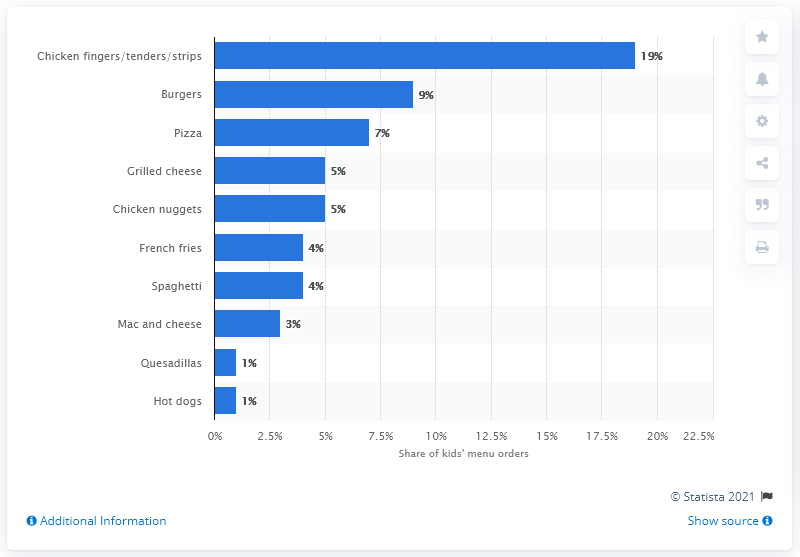 Chicken fingers/tenders/strips 19%
Burgers 9%
Pizza 7%
Grilled cheese 5%
Chicken nuggets 5%
French fries 4%
Spaghetti 4%
Mac and cheese 3%
Quesadillas 1%
Hot dogs 1%
0% 2.5% 5% 7.5% 10% 12.5% 15% 17.5% 20% 22.5%
Share of kids' menu orders
© Statista 2021
Additional Information
Show source